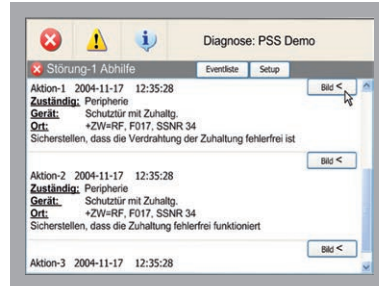 Diagnose: PSS Demo
Störung-1 Abhilfe Eventliste Setup
Aktion-1 2004-11-17 12:35:28 Bild <
Zuständig: Peripherie
Gerät: Schutztür mit Zuhaltg.
Ort: +ZW=RF, F017, SSNR 34
Sicherstellen, dass die Verdrahtung der Zuhaltung fehlerfrei ist
Bild <
Aktion-2 2004-11-17 12:35:28
Zuständig: Peripherie
Gerät: Schutztür mit Zuhaltg.
Ort: +ZW=RF, F017, SSNR 34
Sicherstellen, dass die Zuhaltung fehlerfrei funktioniert
Bild <
Aktion-3 2004-11-17 12:35:28